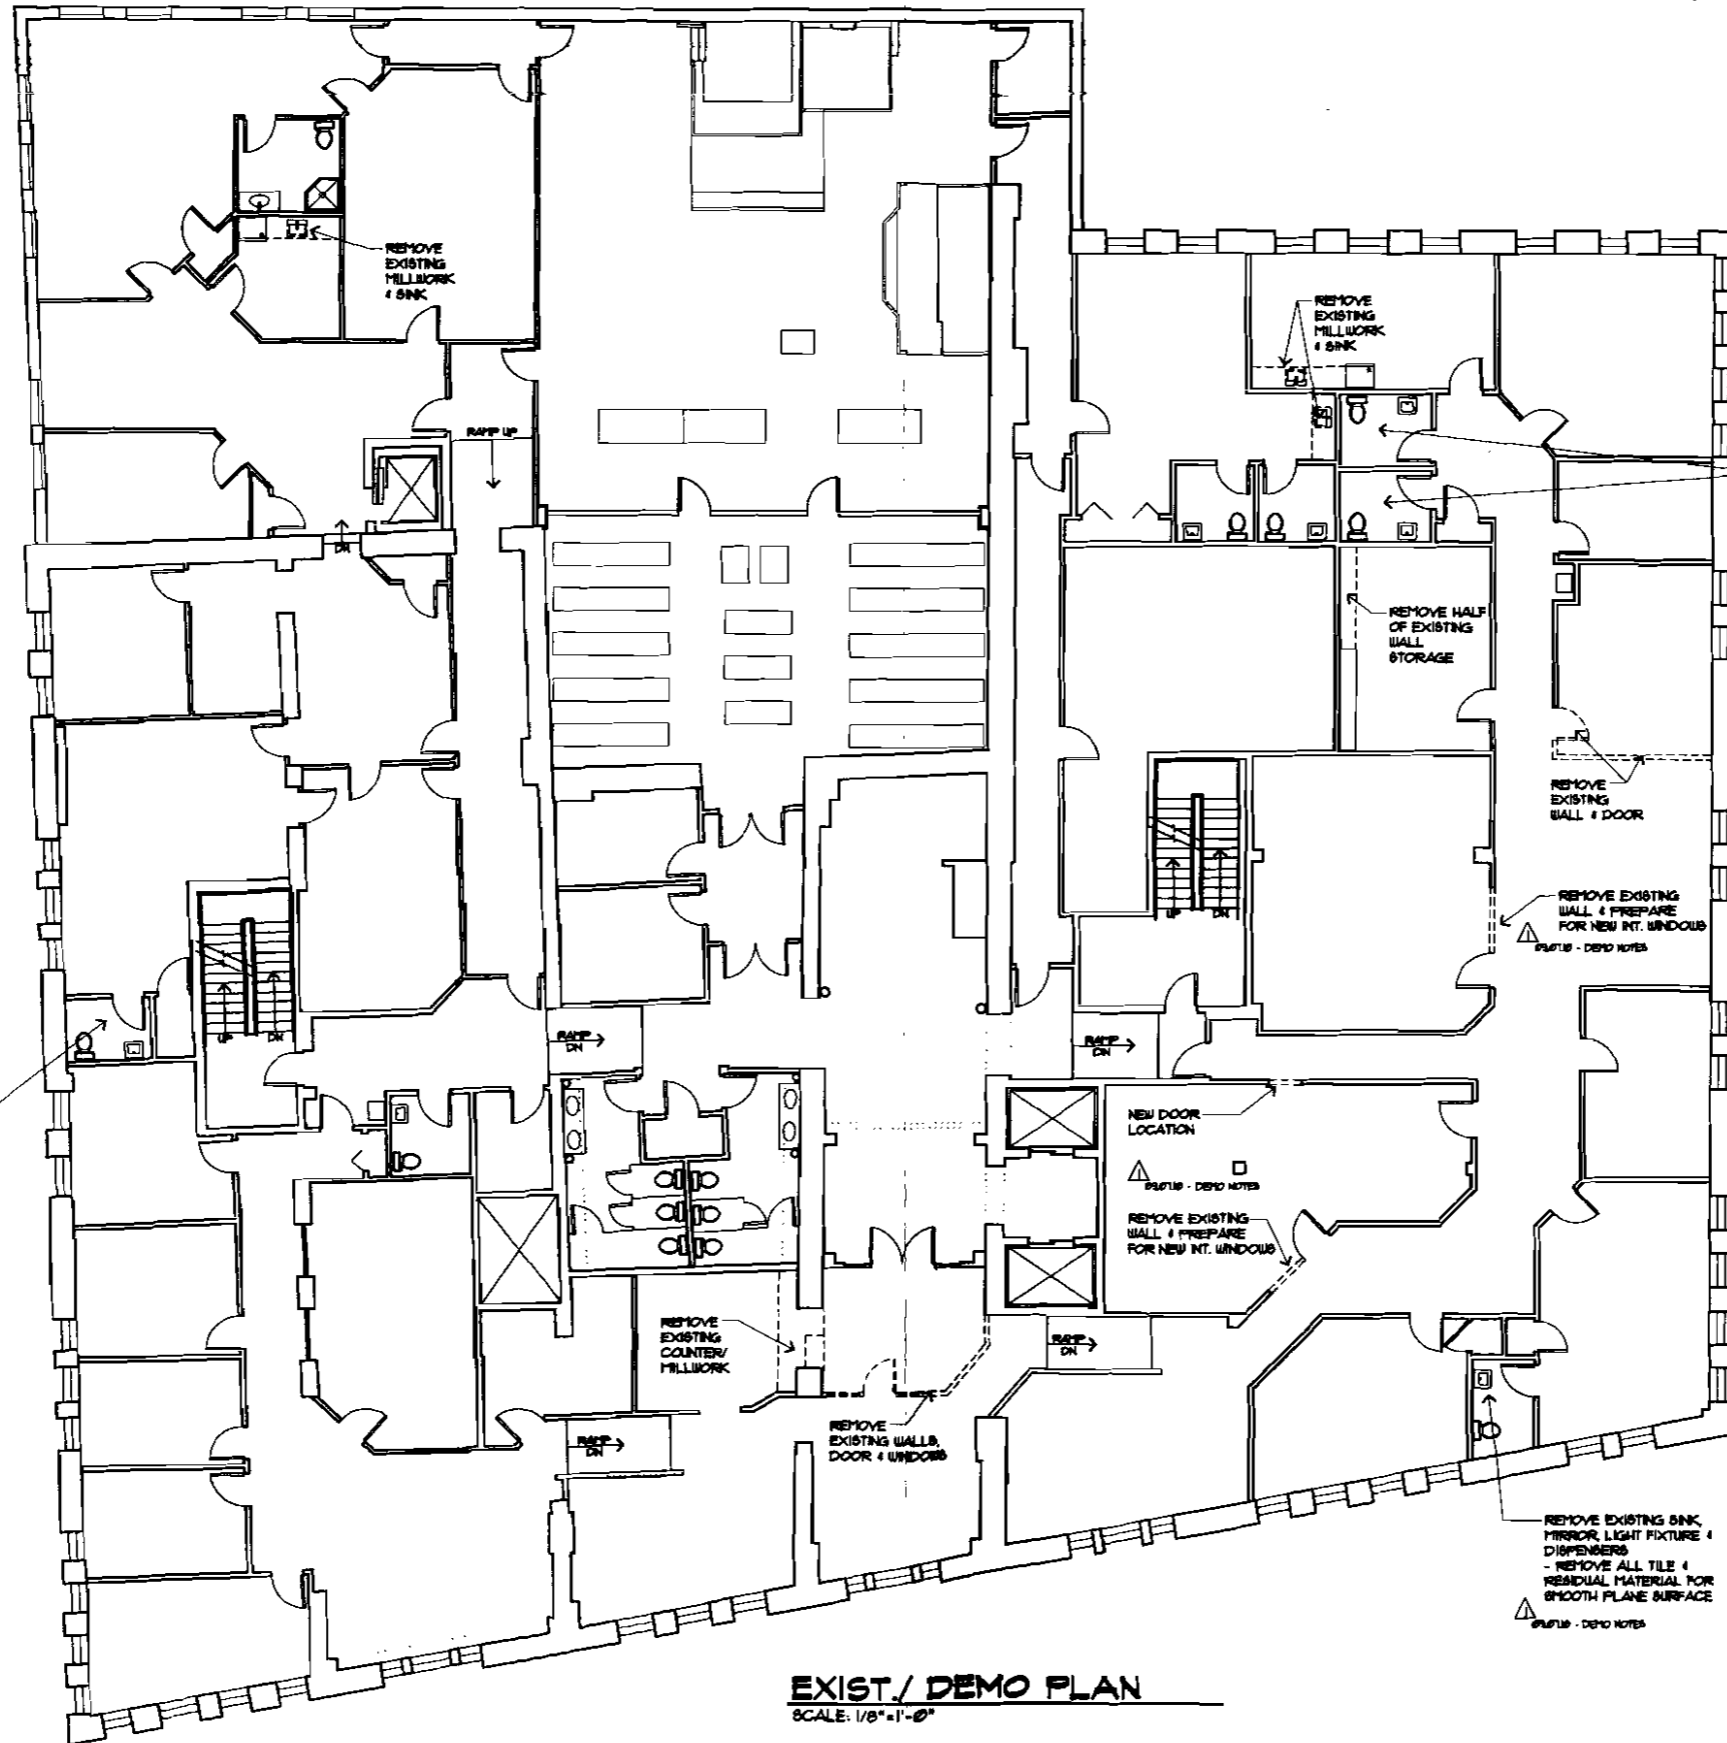 REMOVE
EXISTING
MILLWORK
& SINK
REMOVE
EXISTING
MILLWORK
& SINK
RAMP UP
DN
REMOVE HALF
OF EXISTING
WALL
STORAGE
REMOVE
EXISTING
WALL & DOOR
REMOVE EXISTING
WALL & PREPARE
FOR NEW INT. WINDOWS
1
- DEMO NOTES
UP
DN
UP
DN
RAMP
DN
RAMP
DN
NEW DOOR
LOCATION
1
- DEMO NOTES
REMOVE EXISTING
WALL & PREPARE
FOR NEW INT. WINDOWS
REMOVE
EXISTING
COUNTER/
MILLWORK
RAMP
DN
REMOVE
EXISTING WALLS,
DOOR & WINDOWS
RAMP
DN
REMOVE EXISTING SINK,
MIRROR, LIGHT FIXTURE &
DISPENSERS
- REMOVE ALL TILE &
RESIDUAL MATERIAL FOR
SMOOTH PLANE SURFACE
1
- DEMO NOTES
EXIST./ DEMO PLAN
SCALE: 1/8"=1'-0"